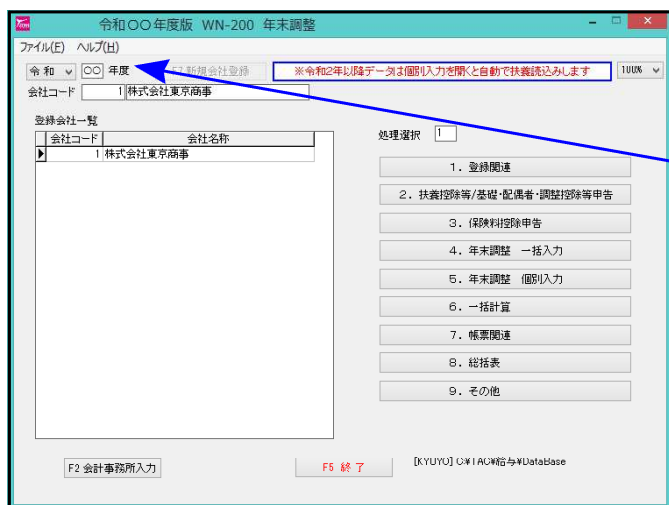 令和〇〇年度版 WN-200 年末調整
ファイル(F) ヘルプ(H)
令和 〇〇 年度 F7 新規会社登録 ※令和2年以降データは個別入力を開くと自動で扶養読込みします 100%
会社コード 1 株式会社東京商事
登録会社一覧
会社コード 会社名称
1 株式会社東京商事
処理選択 1
1. 登録関連
2. 扶養控除等/基礎・配偶者・調整控除等申告
3. 保険料控除申告
4. 年末調整 一括入力
5. 年末調整 個別入力
6. 一括計算
7. 帳票関連
8. 総括表
9. その他
F2 会計事務所入力
F5 終了
[KYUYO] C:¥TAC¥給与¥DataBase